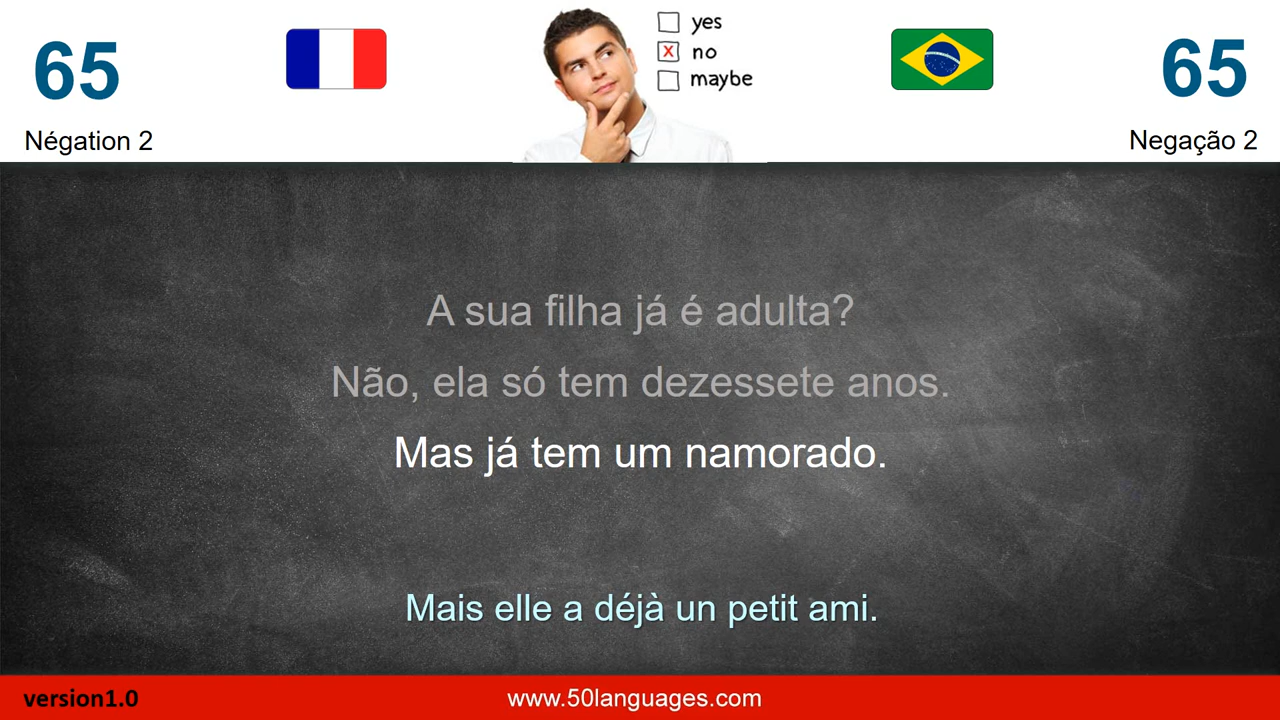 65
Négation 2
yes
x no
maybe
65
Negação 2
A sua filha já é adulta?
Não, ela só tem dezessete anos.
Mas já tem um namorado.
Mais elle a déjà un petit ami.
version1.0
www.50languages.com